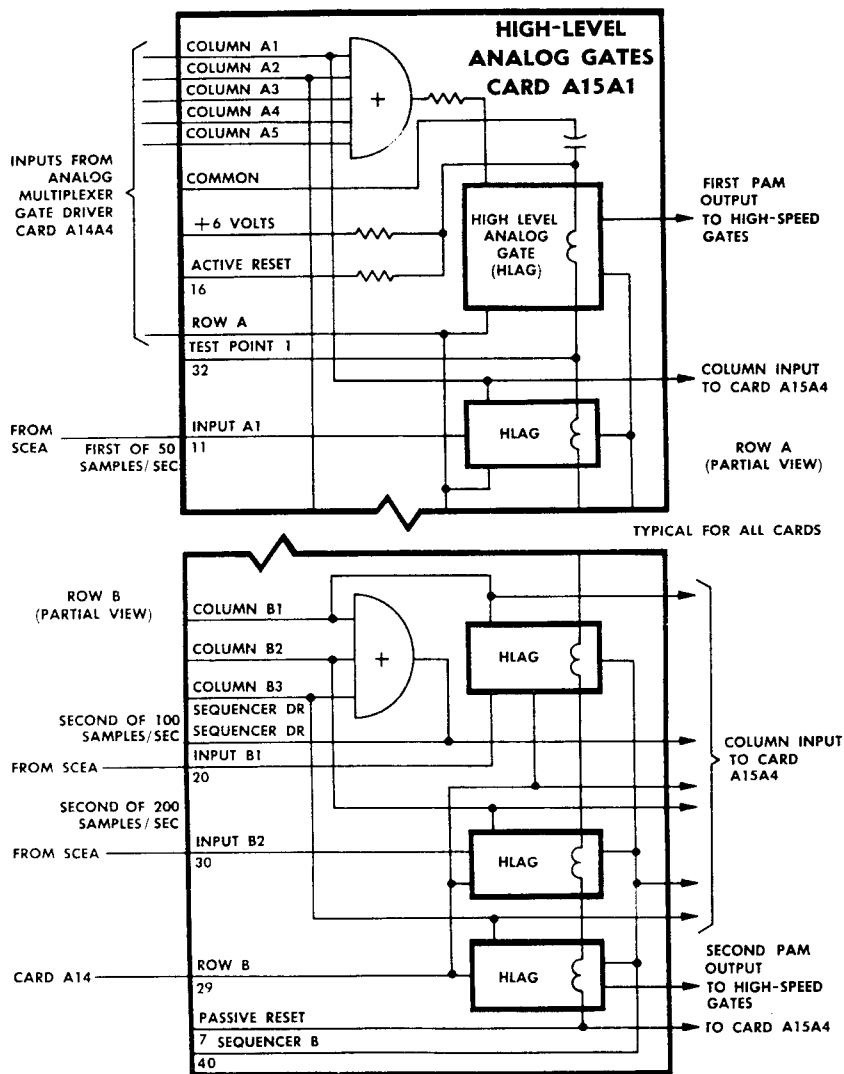 HIGH-LEVEL
ANALOG GATES
CARD A15A1
COLUMN A1
COLUMN A2
COLUMN A3
COLUMN A4
COLUMN A5
+
INPUTS FROM
ANALOG
MULTIPLEXER
GATE DRIVER
CARD A14A4
COMMON
+6 VOLTS
ACTIVE RESET
16
HIGH LEVEL
ANALOG
GATE
(HLAG)
FIRST PAM
OUTPUT
TO HIGH-SPEED
GATES
ROW A
TEST POINT 1
32
COLUMN INPUT
TO CARD A15A4
FROM
SCEA
FIRST OF 50
SAMPLES/SEC
INPUT A1
11
HLAG
ROW A
(PARTIAL VIEW)
TYPICAL FOR ALL CARDS
ROW B
(PARTIAL VIEW)
COLUMN B1
COLUMN B2
COLUMN B3
+
HLAG
SEQUENCER DR
SECOND OF 100
SAMPLES/SEC
SEQUENCER DR
FROM SCEA
INPUT B1
20
COLUMN INPUT
TO CARD
A15A4
SECOND OF 200
SAMPLES/SEC
FROM SCEA
INPUT B2
30
HLAG
CARD A14
ROW B
29
HLAG
SECOND PAM
OUTPUT
TO HIGH-SPEED
GATES
PASSIVE RESET
TO CARD A15A4
7 SEQUENCER B
40